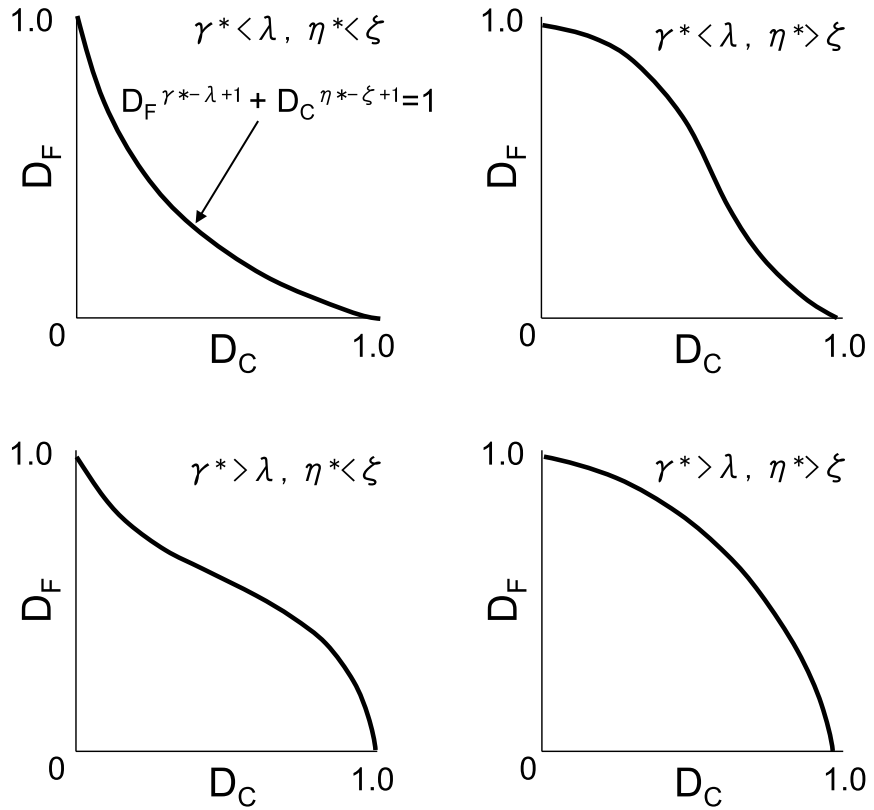 1.0
γ*<λ, η*<ζ
D_F^{γ*−λ+1} + D_C^{η*−ζ+1}=1
D_F
0
D_C
1.0
1.0
γ*<λ, η*>ζ
D_F
0
D_C
1.0
1.0
γ*>λ, η*<ζ
D_F
0
D_C
1.0
1.0
γ*>λ, η*>ζ
D_F
0
D_C
1.0